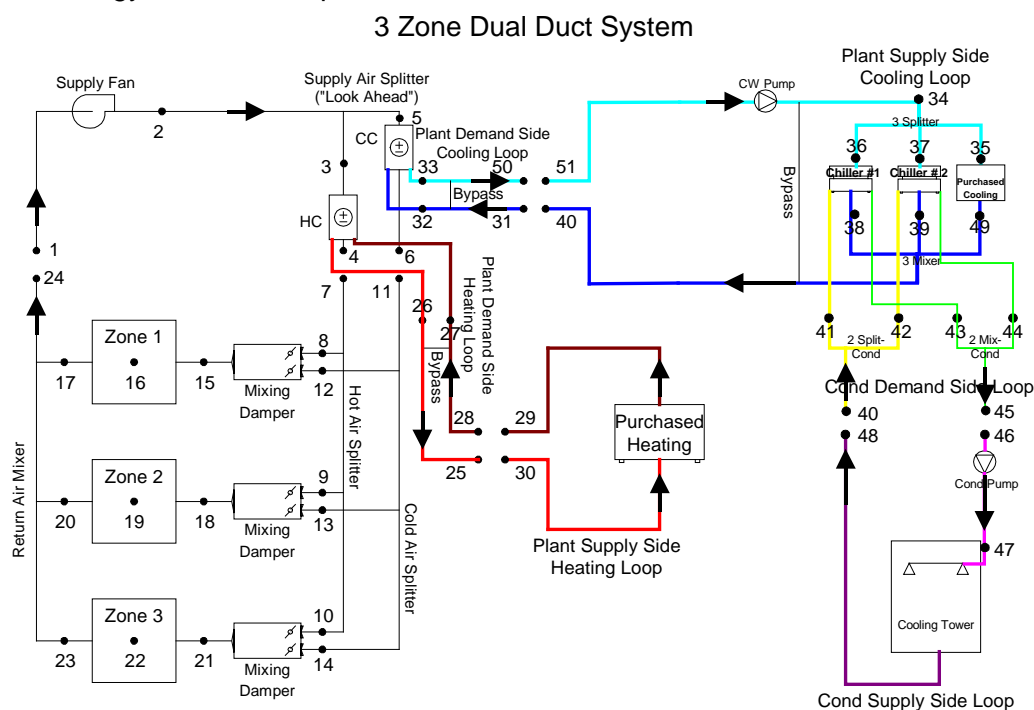 3 Zone Dual Duct System
Supply Fan
2
Supply Air Splitter
("Look Ahead")
5
CC
3
HC
4
6
7
11
1
24
Plant Demand Side
Cooling Loop
33
50
51
Bypass
32
31
40
CW Pump
Bypass
Plant Supply Side
Cooling Loop
34
3 Splitter
36
37
35
Chiller #1
Chiller # 2
Purchased
Cooling
38
39
49
3 Mixer
41
42
43
44
2 Split-
Cond
2 Mix-
Cond
Cond Demand Side Loop
40
48
45
46
Cond Pump
47
Cooling Tower
Cond Supply Side Loop
26
27
Bypass
Plant Demand Side
Heating Loop
28
29
25
30
Purchased
Heating
Plant Supply Side
Heating Loop
Zone 1
17
16
15
8
12
Mixing
Damper
Hot Air Splitter
Zone 2
20
19
18
9
13
Mixing
Damper
Cold Air Splitter
Return Air Mixer
Zone 3
23
22
21
10
14
Mixing
Damper